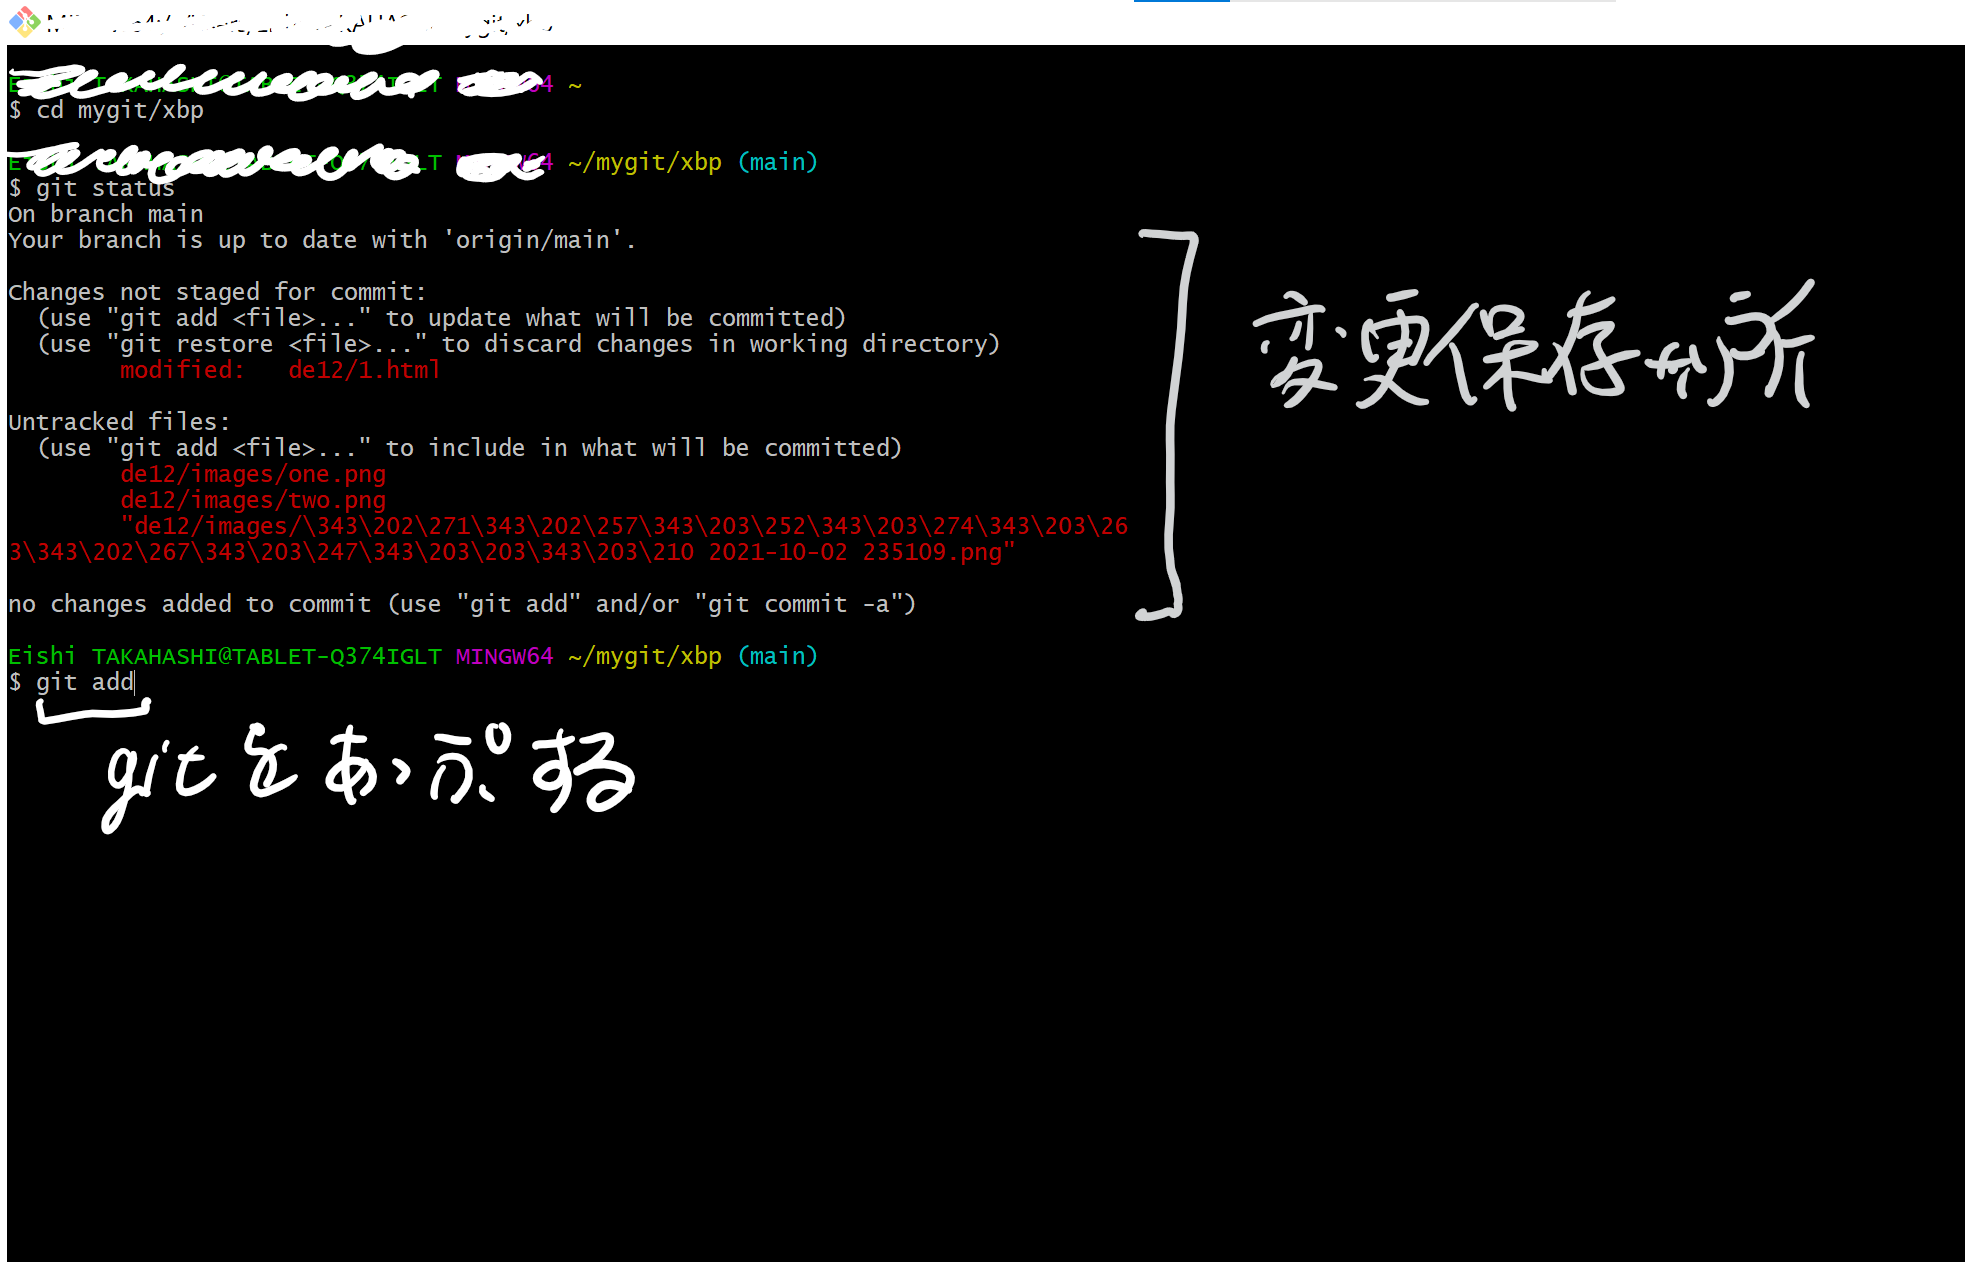 ~
$ cd mygit/xbp
~/mygit/xbp (main)
$ git status
On branch main
Your branch is up to date with 'origin/main'.
Changes not staged for commit:
(use "git add <file>..." to update what will be committed)
(use "git restore <file>..." to discard changes in working directory)
modified: de12/1.html
変更保存か所
Untracked files:
(use "git add <file>..." to include in what will be committed)
de12/images/one.png
de12/images/two.png
"de12/images/\343\202\271\343\202\257\343\203\252\343\203\274\343\203\26
3\343\202\267\343\203\247\343\203\203\343\203\210 2021-10-02 235109.png"
no changes added to commit (use "git add" and/or "git commit -a")
Eishi TAKAHASHI@TABLET-Q374IGLT MINGW64 ~/mygit/xbp (main)
$ git add
gitをあっぷする